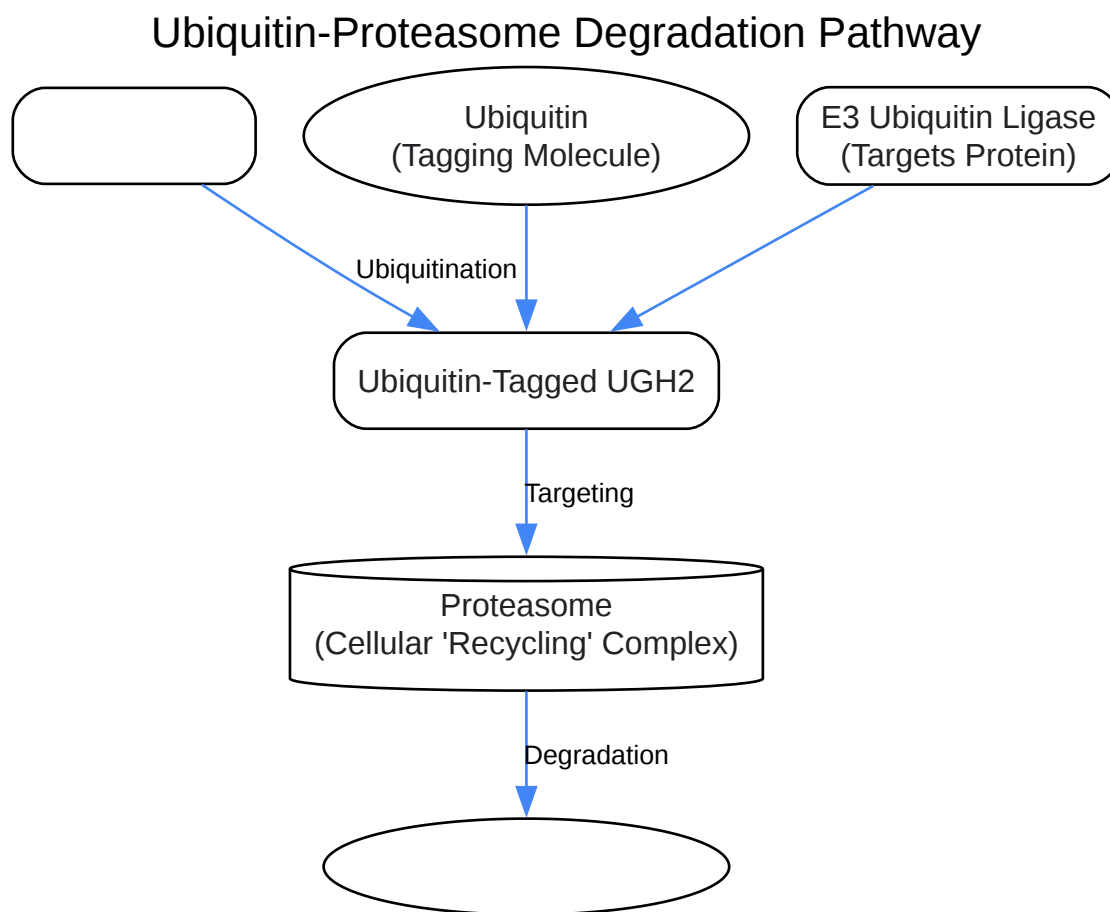 Ubiquitin-Proteasome Degradation Pathway
Ubiquitin
(Tagging Molecule)
E3 Ubiquitin Ligase
(Targets Protein)
Ubiquitination
Ubiquitin-Tagged UGH2
Targeting
Proteasome
(Cellular 'Recycling' Complex)
Degradation